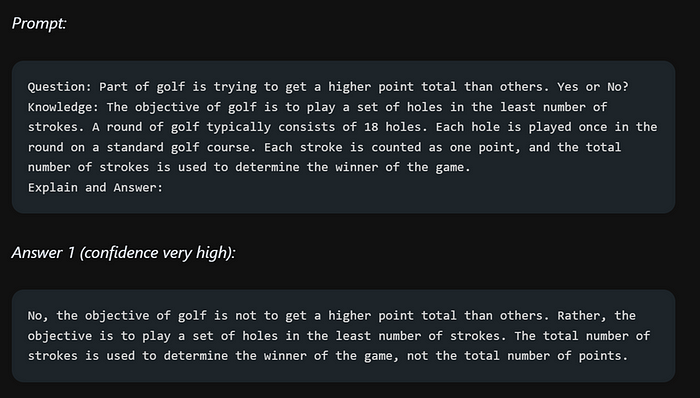 Prompt:
Question: Part of golf is trying to get a higher point total than others. Yes or No?
Knowledge: The objective of golf is to play a set of holes in the least number of
strokes. A round of golf typically consists of 18 holes. Each hole is played once in the
round on a standard golf course. Each stroke is counted as one point, and the total
number of strokes is used to determine the winner of the game.
Explain and Answer:
Answer 1 (confidence very high):
No, the objective of golf is not to get a higher point total than others. Rather, the
objective is to play a set of holes in the least number of strokes. The total number of
strokes is used to determine the winner of the game, not the total number of points.